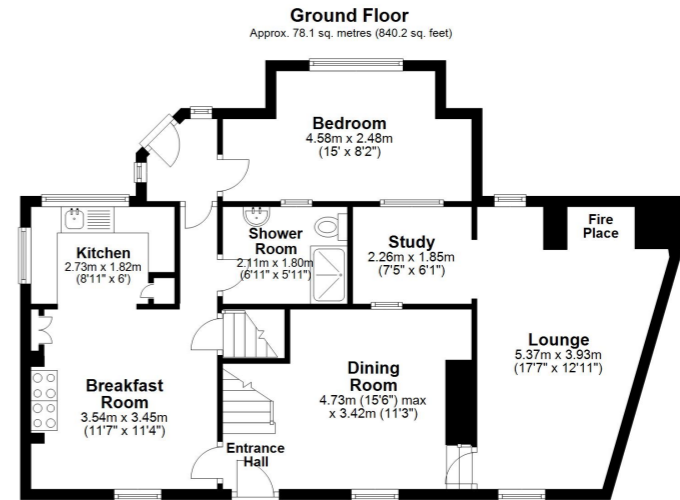 Ground Floor
Approx. 78.1 sq. metres (840.2 sq. feet)
Bedroom
4.58m x 2.48m
(15' x 8'2")
Kitchen
2.73m x 1.82m
(8'11" x 6')
Shower
Room
2.11m x 1.80m
(6'11" x 5'11")
Study
2.26m x 1.85m
(7'5" x 6'1")
Fire
Place
Lounge
5.37m x 3.93m
(17'7" x 12'11")
Breakfast
Room
3.54m x 3.45m
(11'7" x 11'4")
Dining
Room
4.73m (15'6") max
x 3.42m (11'3")
Entrance
Hall